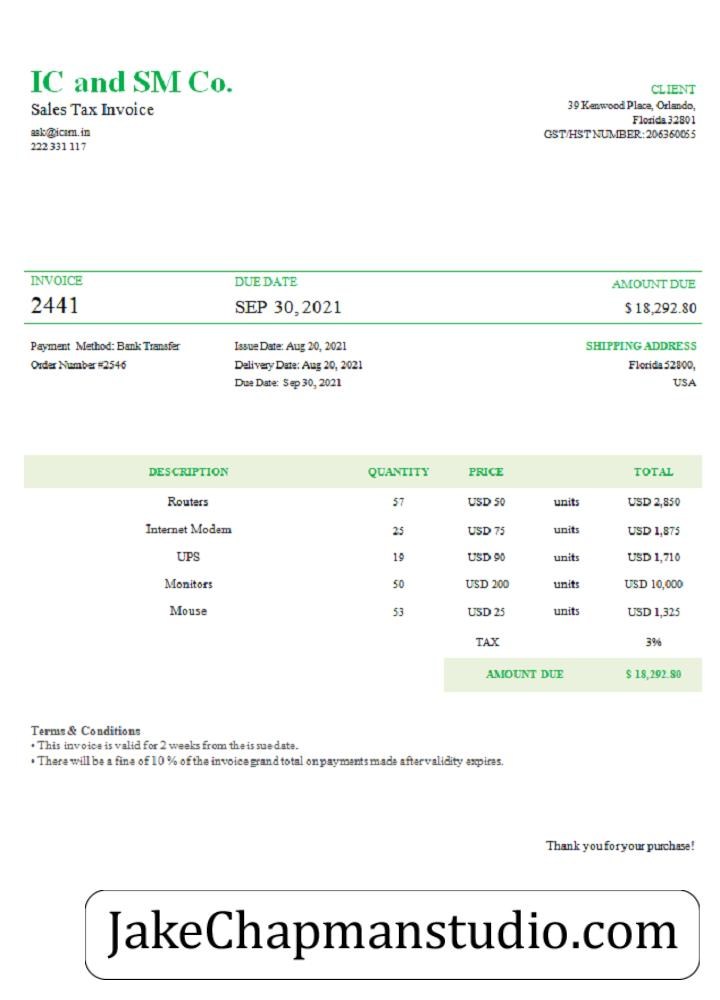 IC and SM Co.
Sales Tax Invoice
ask@icsm.in
222 331 117
CLIENT
39 Kenwood Place, Orlando,
Florida 32801
GST/HST NUMBER: 206360055
INVOICE
2441
DUE DATE
SEP 30, 2021
AMOUNT DUE
$ 18,292.80
Payment Method: Bank Transfer
Order Number #2546
Issue Date: Aug 20, 2021
Delivery Date: Aug 20, 2021
Due Date: Sep 30, 2021
SHIPPING ADDRESS
Florida 52800,
USA
DESCRIPTION QUANTITY PRICE TOTAL
Routers 57 USD 50 units USD 2,850
Internet Modem 25 USD 75 units USD 1,875
UPS 19 USD 90 units USD 1,710
Monitors 50 USD 200 units USD 10,000
Mouse 53 USD 25 units USD 1,325
TAX 3%
AMOUNT DUE $ 18,292.80
Terms & Conditions
• This invoice is valid for 2 weeks from the issue date.
• There will be a fine of 10 % of the invoice grand total on payments made after validity expires.
Thank you for your purchase!
JakeChapmanstudio.com